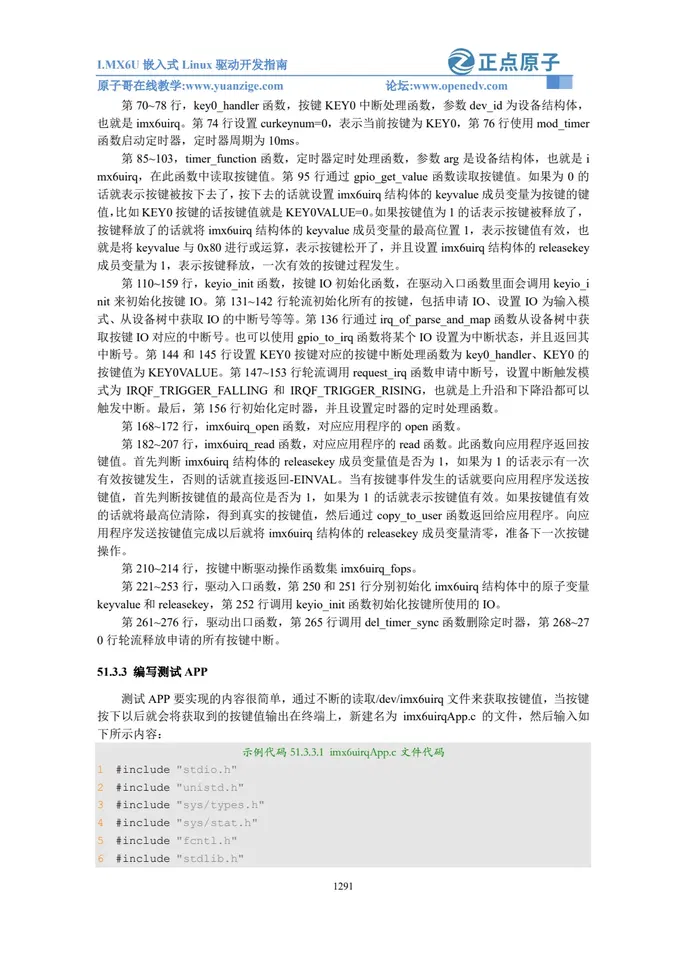 I.MX6U 嵌入式 Linux 驱动开发指南
正点原子
原子哥在线教学:www.yuanzige.com 论坛:www.openedv.com
第 70~78 行，key0_handler 函数，按键 KEY0 中断处理函数，参数 dev_id 为设备结构体，
也就是 imx6uirq。第 74 行设置 curkeynum=0，表示当前按键为 KEY0，第 76 行使用 mod_timer
函数启动定时器，定时器周期为 10ms。
第 85~103，timer_function 函数，定时器定时处理函数，参数 arg 是设备结构体，也就是 i
mx6uirq，在此函数中读取按键值。第 95 行通过 gpio_get_value 函数读取按键值。如果为 0 的
话就表示按键被按下去了，按下去的话就设置 imx6uirq 结构体的 keyvalue 成员变量为按键的键
值，比如 KEY0 按键的话按键值就是 KEY0VALUE=0。如果按键值为 1 的话表示按键被释放了，
按键释放了的话就将 imx6uirq 结构体的 keyvalue 成员变量的最高位置 1，表示按键值有效，也
就是将 keyvalue 与 0x80 进行或运算，表示按键松开了，并且设置 imx6uirq 结构体的 releasekey
成员变量为 1，表示按键释放，一次有效的按键过程发生。
第 110~159 行，keyio_init 函数，按键 IO 初始化函数，在驱动入口函数里面会调用 keyio_i
nit 来初始化按键 IO。第 131~142 行轮流初始化所有的按键，包括申请 IO、设置 IO 为输入模
式、从设备树中获取 IO 的中断号等等。第 136 行通过 irq_of_parse_and_map 函数从设备树中获
取按键 IO 对应的中断号。也可以使用 gpio_to_irq 函数将某个 IO 设置为中断状态，并且返回其
中断号。第 144 和 145 行设置 KEY0 按键对应的按键中断处理函数为 key0_handler、KEY0 的
按键值为 KEY0VALUE。第 147~153 行轮流调用 request_irq 函数申请中断号，设置中断触发模
式为 IRQF_TRIGGER_FALLING 和 IRQF_TRIGGER_RISING，也就是上升沿和下降沿都可以
触发中断。最后，第 156 行初始化定时器，并且设置定时器的定时处理函数。
第 168~172 行，imx6uirq_open 函数，对应应用程序的 open 函数。
第 182~207 行，imx6uirq_read 函数，对应应用程序的 read 函数。此函数向应用程序返回按
键值。首先判断 imx6uirq 结构体的 releasekey 成员变量值是否为 1，如果为 1 的话表示有一次
有效按键发生，否则的话就直接返回-EINVAL。当有按键事件发生的话就要向应用程序发送按
键值，首先判断按键值的最高位是否为 1，如果为 1 的话就表示按键值有效。如果按键值有效
的话就将最高位清除，得到真实的按键值，然后通过 copy_to_user 函数返回给应用程序。向应
用程序发送按键值完成以后就将 imx6uirq 结构体的 releasekey 成员变量清零，准备下一次按键
操作。
第 210~214 行，按键中断驱动操作函数集 imx6uirq_fops。
第 221~253 行，驱动入口函数，第 250 和 251 行分别初始化 imx6uirq 结构体中的原子变量
keyvalue 和 releasekey，第 252 行调用 keyio_init 函数初始化按键所使用的 IO。
第 261~276 行，驱动出口函数，第 265 行调用 del_timer_sync 函数删除定时器，第 268~27
0 行轮流释放申请的所有按键中断。
51.3.3 编写测试 APP
测试 APP 要实现的内容很简单，通过不断的读取/dev/imx6uirq 文件来获取按键值，当按键
按下以后就会将获取到的按键值输出在终端上，新建名为 imx6uirqApp.c 的文件，然后输入如
下所示内容：
示例代码 51.3.3.1 imx6uirqApp.c 文件代码
1 #include "stdio.h"
2 #include "unistd.h"
3 #include "sys/types.h"
4 #include "sys/stat.h"
5 #include "fcntl.h"
6 #include "stdlib.h"
1291